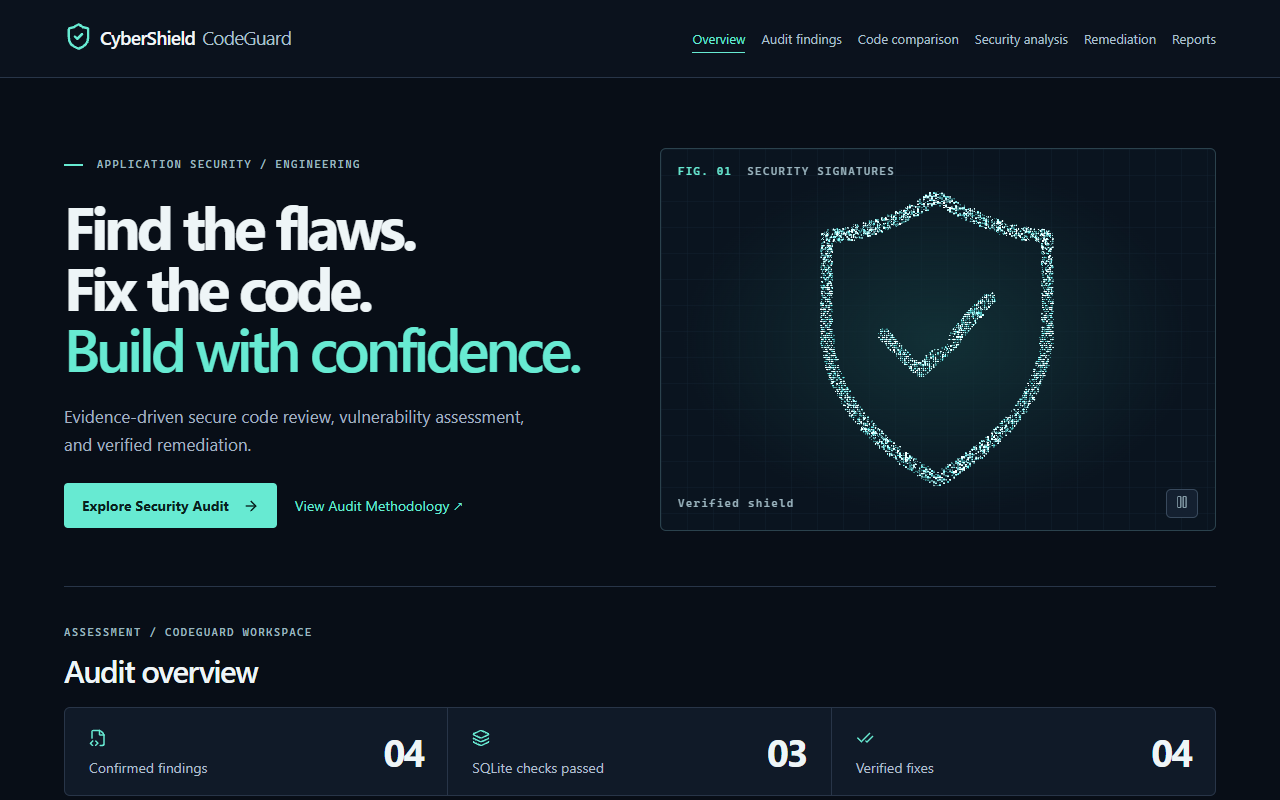 CyberShield CodeGuard
Overview Audit findings Code comparison Security analysis Remediation Reports
APPLICATION SECURITY / ENGINEERING
Find the flaws.
Fix the code.
Build with confidence.
Evidence-driven secure code review, vulnerability assessment,
and verified remediation.
Explore Security Audit →
View Audit Methodology ↗
FIG. 01 SECURITY SIGNATURES
Verified shield
ASSESSMENT / CODEGUARD WORKSPACE
Audit overview
Confirmed findings 04
SQLite checks passed 03
Verified fixes 04